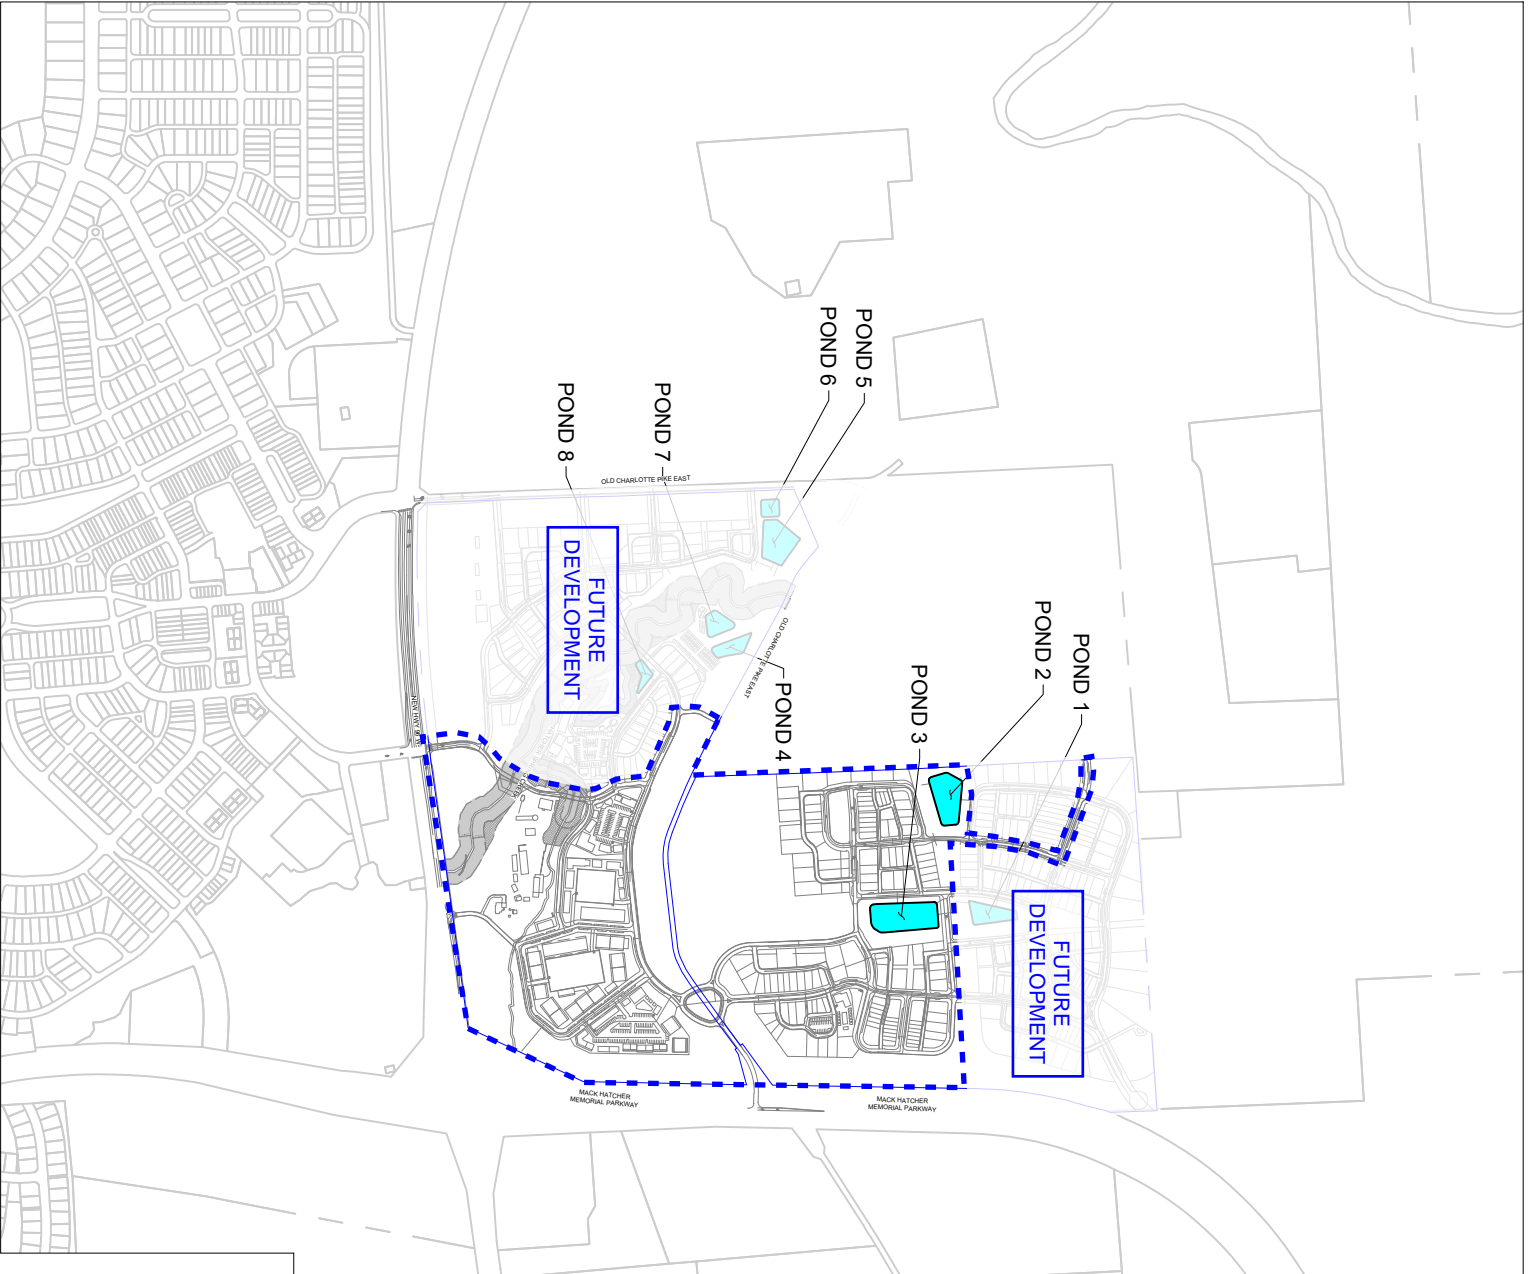 POND 5
POND 6
POND 7
POND 8
OLD CHARLOTTE PIKE EAST
FUTURE
DEVELOPMENT
OLD CHARLOTTE PIKE EAST
POND 1
POND 2
POND 3
POND 4
FUTURE
DEVELOPMENT
MACK HATCHER
MEMORIAL PARKWAY
MACK HATCHER
MEMORIAL PARKWAY